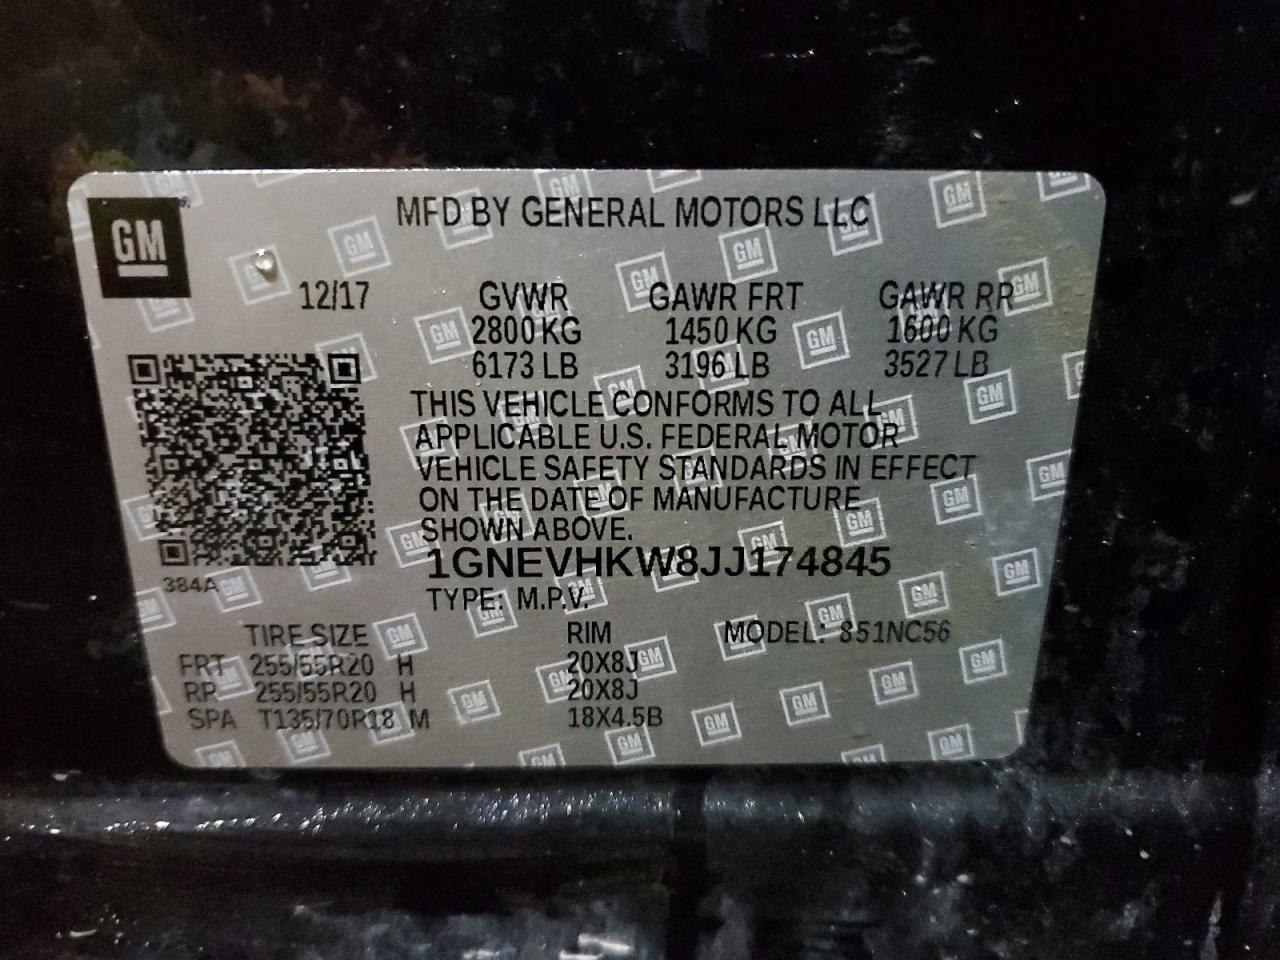 GM
MFD BY GENERAL MOTORS LLC
12/17 GVWR GAWR FRT GAWR RR
2800 KG 1450 KG 1600 KG
6173 LB 3196 LB 3527 LB
THIS VEHICLE CONFORMS TO ALL
APPLICABLE U.S. FEDERAL MOTOR
VEHICLE SAFETY STANDARDS IN EFFECT
ON THE DATE OF MANUFACTURE
SHOWN ABOVE.
1GNEVHKW8JJ174845
384A
TYPE: M.P.V.
TIRE SIZE RIM MODEL: 851NC56
FRT 255/55R20 H 20X8J
RR 255/55R20 H 20X8J
SPA T135/70R18 M 18X4.5B